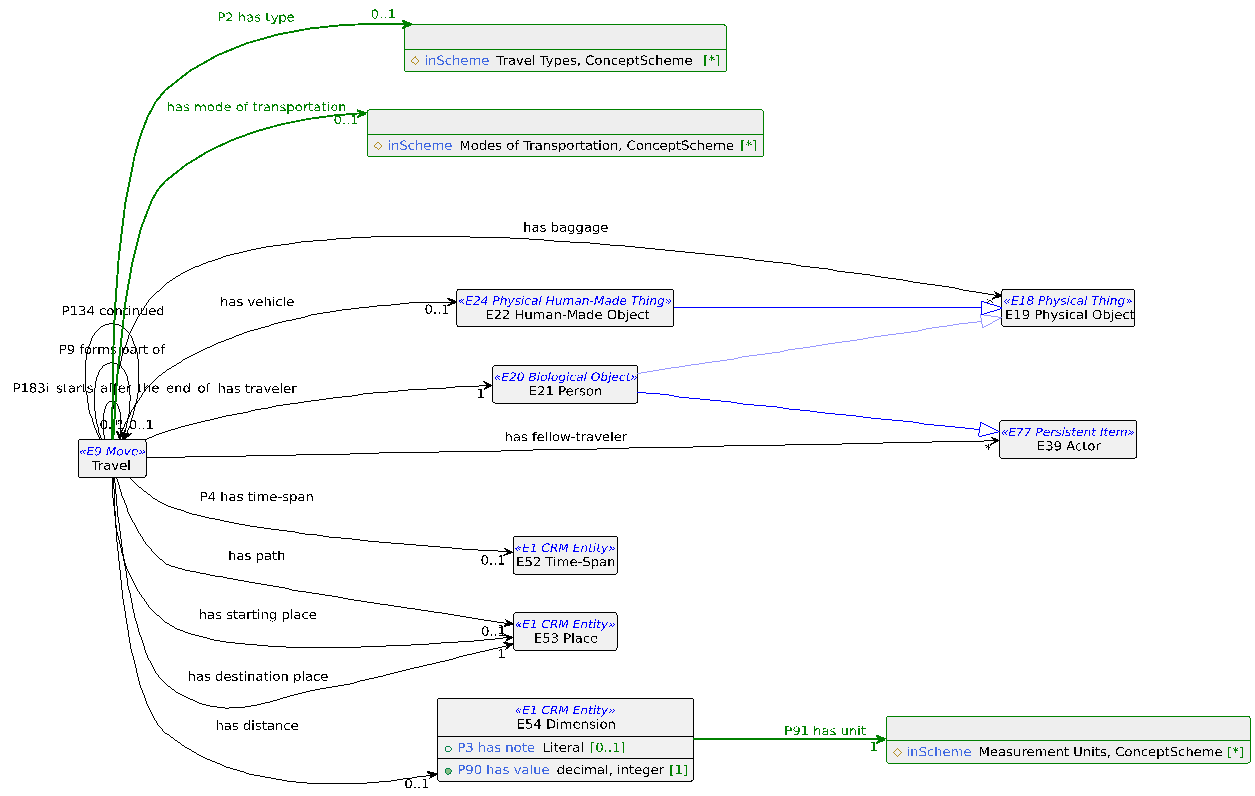 P2 has type
0..1
inScheme Travel Types, ConceptScheme [*]
has mode of transportation
0..1
inScheme Modes of Transportation, ConceptScheme [*]
has baggage
*
has vehicle
0..1
«E24 Physical Human-Made Thing»
E22 Human-Made Object
«E18 Physical Thing»
E19 Physical Object
P134 continued
P9 forms part of
P183i starts after the end of
has traveler
1
«E20 Biological Object»
E21 Person
0..1
«E9 Move»
Travel
has fellow-traveler
*
«E77 Persistent Item»
E39 Actor
P4 has time-span
0..1
«E1 CRM Entity»
E52 Time-Span
has path
has starting place
0..1
«E1 CRM Entity»
E53 Place
1
has destination place
has distance
0..1
«E1 CRM Entity»
E54 Dimension
P3 has note Literal [0..1]
P90 has value decimal, integer [1]
P91 has unit
1
inScheme Measurement Units, ConceptScheme [*]